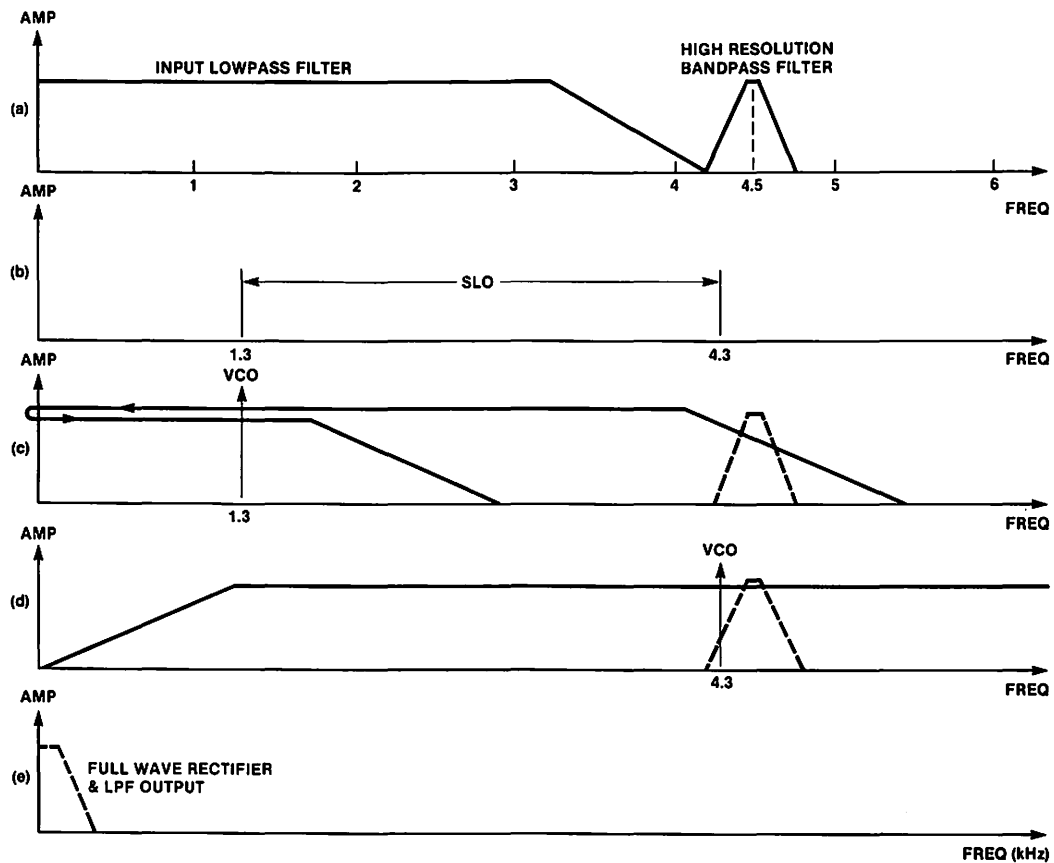 AMP
INPUT LOWPASS FILTER
HIGH RESOLUTION
BANDPASS FILTER
(a)
1 2 3 4 4.5 5 6
AMP
FREQ
(b)
SLO
1.3 4.3
AMP
FREQ
VCO
(c)
1.3
AMP
FREQ
VCO
(d)
4.3
AMP
FREQ
(e)
FULL WAVE RECTIFIER
& LPF OUTPUT
FREQ (kHz)